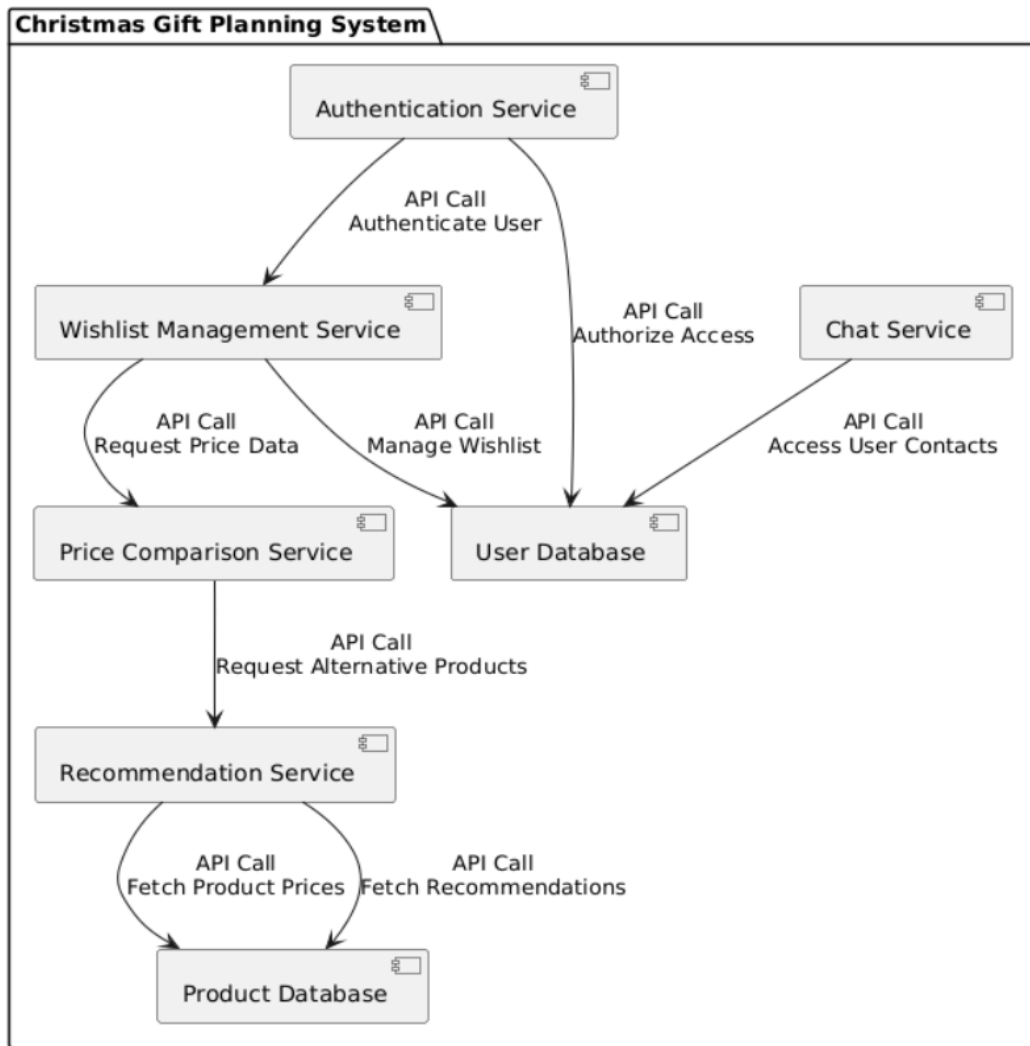 Christmas Gift Planning System
Authentication Service
API Call
Authenticate User
API Call
Authorize Access
Wishlist Management Service
Chat Service
API Call
Request Price Data
API Call
Manage Wishlist
API Call
Access User Contacts
Price Comparison Service
User Database
API Call
Request Alternative Products
Recommendation Service
API Call
Fetch Product Prices
API Call
Fetch Recommendations
Product Database